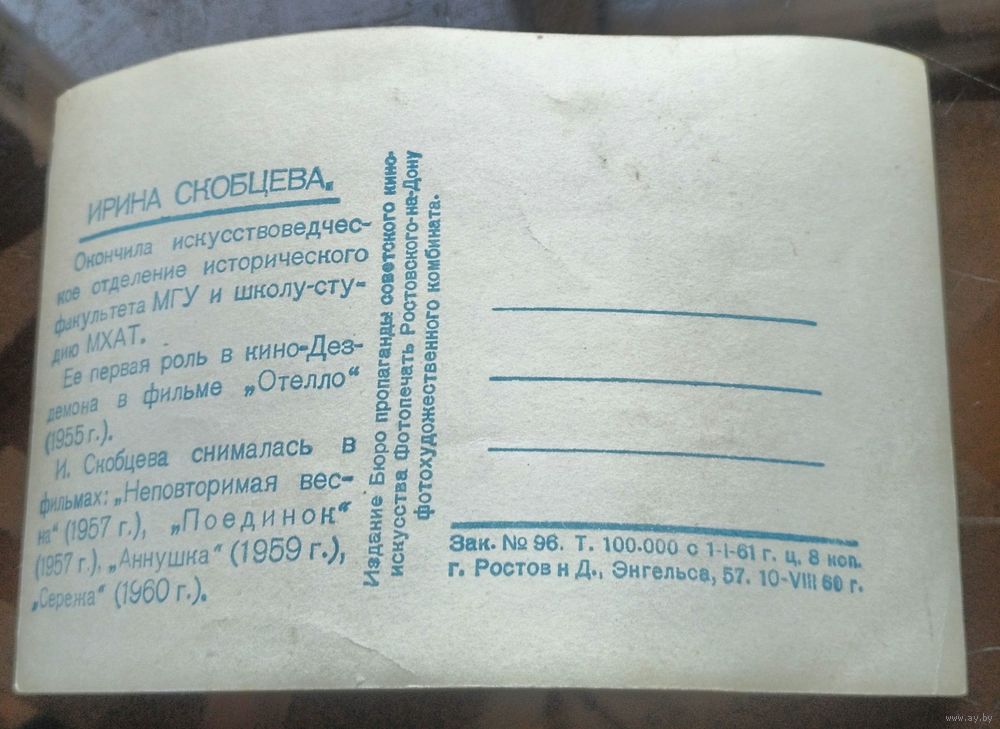 ИРИНА СКОБЦЕВА.
Окончила искусствоведчес-
кое отделение исторического
факультета МГУ и школу-сту-
дию МХАТ.
Ее первая роль в кино-Дез-
демона в фильме „Отелло“
(1955 г.).
И. Скобцева снималась в
фильмах: „Неповторимая вес-
на“ (1957 г.), „Поединок“
(1957 г.), „Аннушка“ (1959 г.),
„Сережа“ (1960 г.).
Издание Бюро пропаганды советского кино-
искусства Фотопечать Ростовского-на-Дону
фотохудожественного комбината.
Зак. № 96. Т. 100.000 с 1-I-61 г. ц. 8 коп.
г. Ростов н Д., Энгельса, 57. 10-VIII 60 г.
www.ay.by